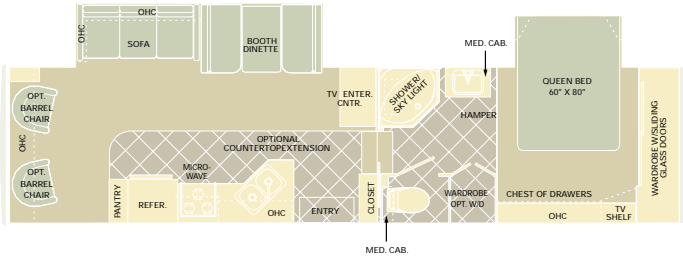 OHC
OHC
SOFA
BOOTH
DINETTE
MED. CAB.
OPT.
BARREL
CHAIR
OHC
OPT.
BARREL
CHAIR
TV ENTER.
CNTR.
SHOWER/
SKY LIGHT
HAMPER
QUEEN BED
60" X 80"
WARDROBE W/SLIDING
GLASS DOORS
OPTIONAL
COUNTERTOPEXTENSION
MICRO-
WAVE
PANTRY
REFER.
OHC
ENTRY
CLOSET
WARDROBE
OPT. W/D
CHEST OF DRAWERS
OHC
TV
SHELF
MED. CAB.